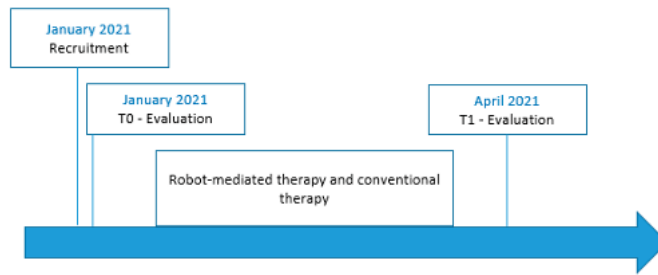 January 2021
Recruitment
January 2021
T0 - Evaluation
April 2021
T1 - Evaluation
Robot-mediated therapy and conventional
therapy